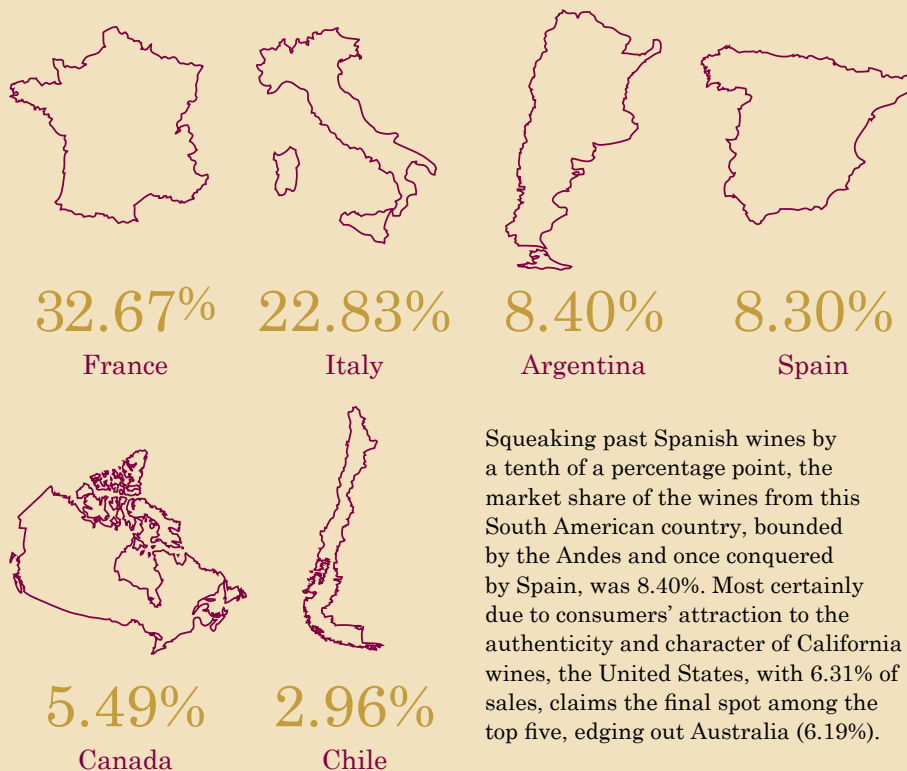 32.67% 22.83% 8.40% 8.30%
France Italy Argentina Spain
Squeaking past Spanish wines by
a tenth of a percentage point, the
market share of the wines from this
South American country, bounded
by the Andes and once conquered
by Spain, was 8.40%. Most certainly
due to consumers’ attraction to the
authenticity and character of California
wines, the United States, with 6.31% of
sales, claims the final spot among the
top five, edging out Australia (6.19%).
5.49% 2.96%
Canada Chile